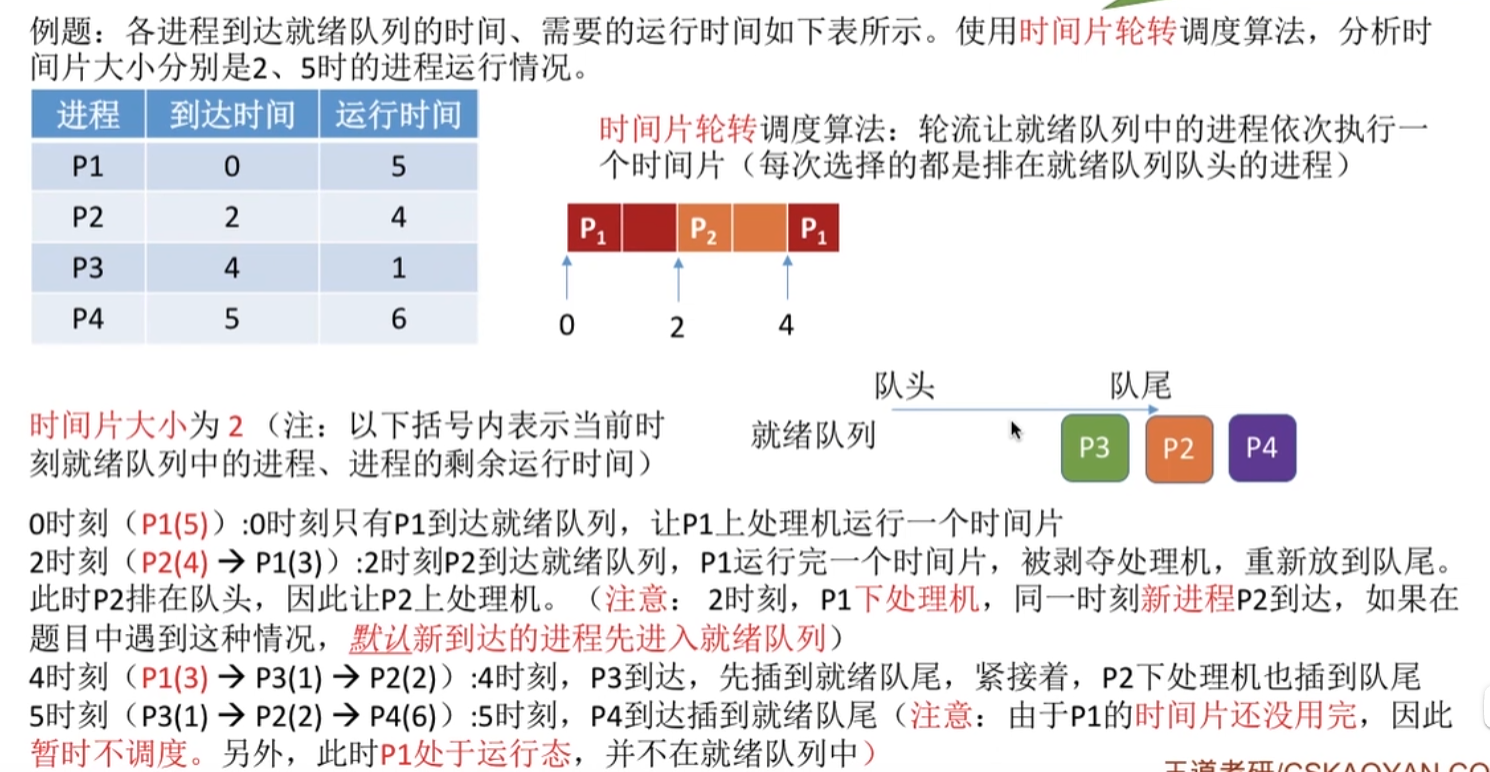 例题：各进程到达就绪队列的时间、需要的运行时间如下表所示。使用时间片轮转调度算法，分析时
间片大小分别是2、5时的进程运行情况。
进程 到达时间 运行时间
P1 0 5
P2 2 4
P3 4 1
P4 5 6
时间片轮转调度算法：轮流让就绪队列中的进程依次执行一
个时间片（每次选择的都是排在就绪队列队头的进程）
P1 P2 P1
0 2 4
队头 队尾
就绪队列 P3 P2 P4
时间片大小为 2 （注：以下括号内表示当前时
刻就绪队列中的进程、进程的剩余运行时间）
0时刻（P1(5)）:0时刻只有P1到达就绪队列，让P1上处理机运行一个时间片
2时刻（P2(4) → P1(3)）:2时刻P2到达就绪队列，P1运行完一个时间片，被剥夺处理机，重新放到队尾。
此时P2排在队头，因此让P2上处理机。（注意： 2时刻，P1下处理机，同一时刻新进程P2到达，如果在
题目中遇到这种情况，默认新到达的进程先进入就绪队列）
4时刻（P1(3) → P3(1) → P2(2)）:4时刻，P3到达，先插到就绪队尾，紧接着，P2下处理机也插到队尾
5时刻（P3(1) → P2(2) → P4(6)）:5时刻，P4到达插到就绪队尾（注意：由于P1的时间片还没用完，因此
暂时不调度。另外，此时P1处于运行态，并不在就绪队列中）
王道考研/CSKAOYAN.CO